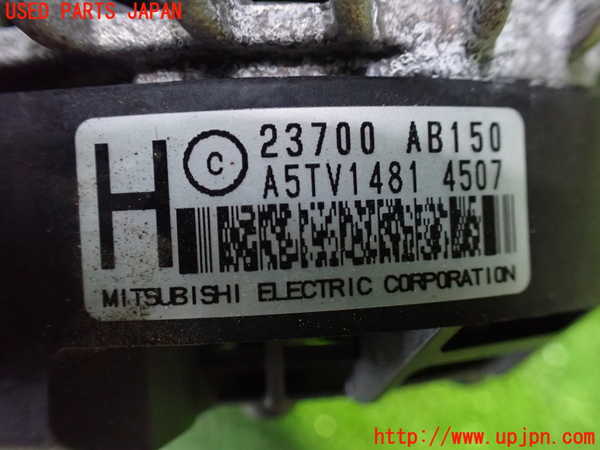 USED PARTS JAPAN
H
C
23700 AB150
A5TV1481 4507
MITSUBISHI ELECTRIC CORPORATION
http://www.upjpn.com/